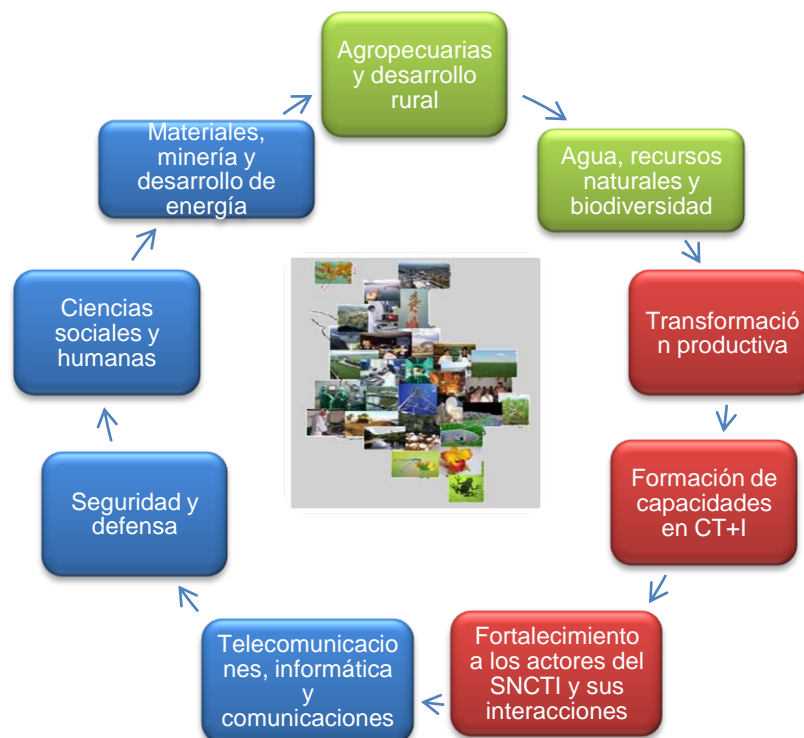 Agropecuarias
y desarrollo
rural
Agua, recursos
naturales y
biodiversidad
Transformació
n productiva
Formación de
capacidades
en CT+I
Fortalecimiento
a los actores del
SNCTI y sus
interacciones
Telecomunicacio
nes, informática
y
comunicaciones
Seguridad y
defensa
Ciencias
sociales y
humanas
Materiales,
minería y
desarrollo de
energía